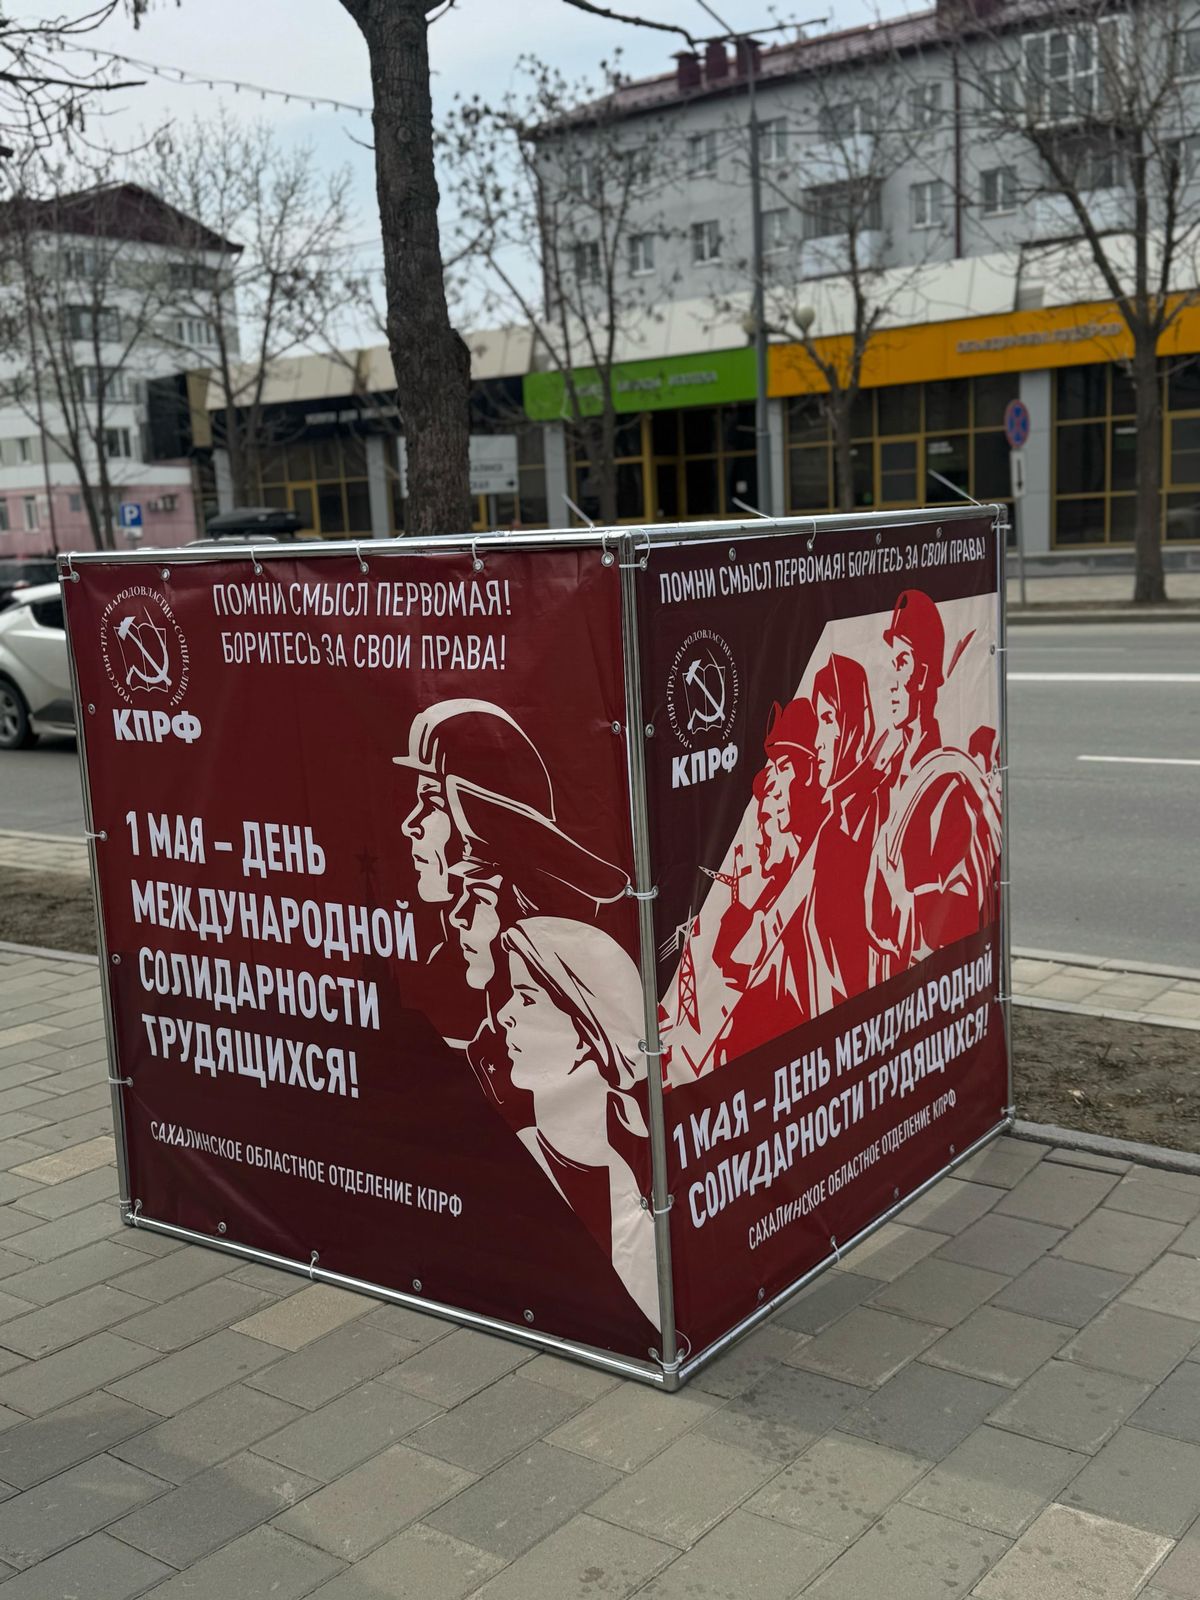 ПОМНИ СМЫСЛ ПЕРВОМАЯ!
БОРИТЕСЬ ЗА СВОИ ПРАВА!
РОССИЯ • ТРУД • НАРОДОВЛАСТИЕ • СОЦИАЛИЗМ
КПРФ
1 МАЯ – ДЕНЬ
МЕЖДУНАРОДНОЙ
СОЛИДАРНОСТИ
ТРУДЯЩИХСЯ!
САХАЛИНСКОЕ ОБЛАСТНОЕ ОТДЕЛЕНИЕ КПРФ
ПОМНИ СМЫСЛ ПЕРВОМАЯ! БОРИТЕСЬ ЗА СВОИ ПРАВА!
РОССИЯ • ТРУД • НАРОДОВЛАСТИЕ • СОЦИАЛИЗМ
КПРФ
1 МАЯ – ДЕНЬ МЕЖДУНАРОДНОЙ
СОЛИДАРНОСТИ ТРУДЯЩИХСЯ!
САХАЛИНСКОЕ ОБЛАСТНОЕ ОТДЕЛЕНИЕ КПРФ
P